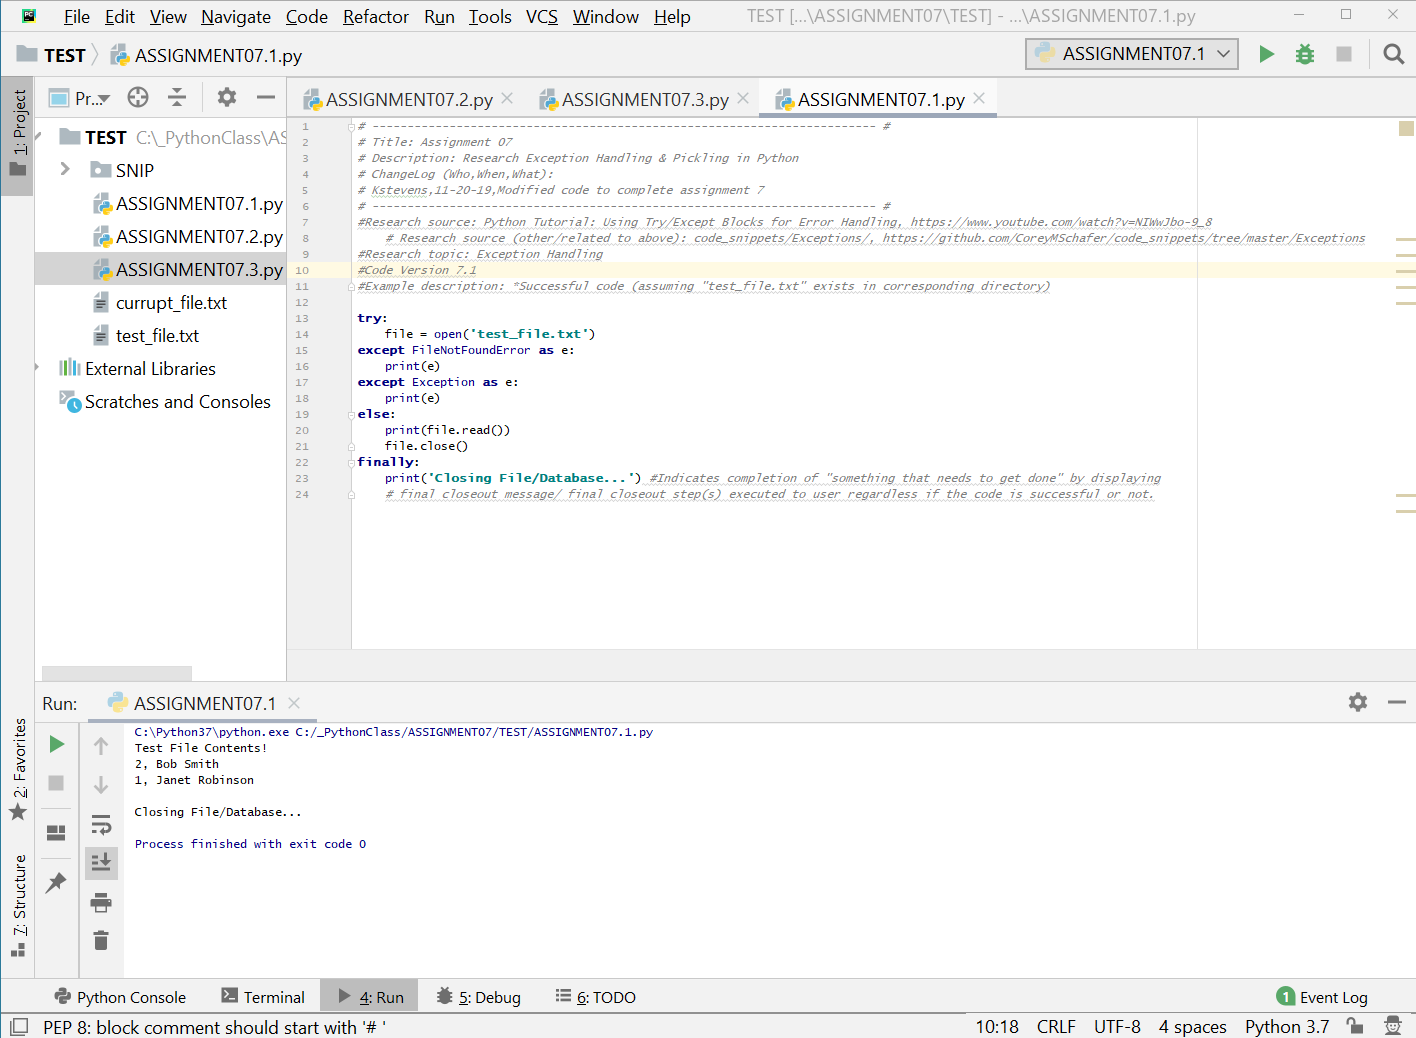 File Edit View Navigate Code Refactor Run Tools VCS Window Help TEST [...\ASSIGNMENT07\TEST] - ...\ASSIGNMENT07.1.py
TEST ASSIGNMENT07.1.py ASSIGNMENT07.1
1: Project
Pr...
ASSIGNMENT07.2.py ASSIGNMENT07.3.py ASSIGNMENT07.1.py
TEST C:\_PythonClass\AS
SNIP
ASSIGNMENT07.1.py
ASSIGNMENT07.2.py
ASSIGNMENT07.3.py
currupt_file.txt
test_file.txt
External Libraries
Scratches and Consoles
1 # ------------------------------------------------------------------------ #
2 # Title: Assignment 07
3 # Description: Research Exception Handling & Pickling in Python
4 # ChangeLog (Who,When,What):
5 # Kstevens,11-20-19,Modified code to complete assignment 7
6 # ------------------------------------------------------------------------ #
7 #Research source: Python Tutorial: Using Try/Except Blocks for Error Handling, https://www.youtube.com/watch?v=NIWwJbo-9_8
8 # Research source (other/related to above): code_snippets/Exceptions/, https://github.com/CoreyMSchafer/code_snippets/tree/master/Exceptions
9 #Research topic: Exception Handling
10 #Code Version 7.1
11 #Example description: *Successful code (assuming "test_file.txt" exists in corresponding directory)
12
13 try:
14 file = open('test_file.txt')
15 except FileNotFoundError as e:
16 print(e)
17 except Exception as e:
18 print(e)
19 else:
20 print(file.read())
21 file.close()
22 finally:
23 print('Closing File/Database...') #Indicates completion of "something that needs to get done" by displaying
24 # final closeout message/ final closeout step(s) executed to user regardless if the code is successful or not.
Run: ASSIGNMENT07.1
C:\Python37\python.exe C:/_PythonClass/ASSIGNMENT07/TEST/ASSIGNMENT07.1.py
Test File Contents!
2, Bob Smith
1, Janet Robinson
Closing File/Database...
Process finished with exit code 0
2: Favorites
7: Structure
Python Console Terminal 4: Run 5: Debug 6: TODO 1 Event Log
PEP 8: block comment should start with '# ' 10:18 CRLF UTF-8 4 spaces Python 3.7